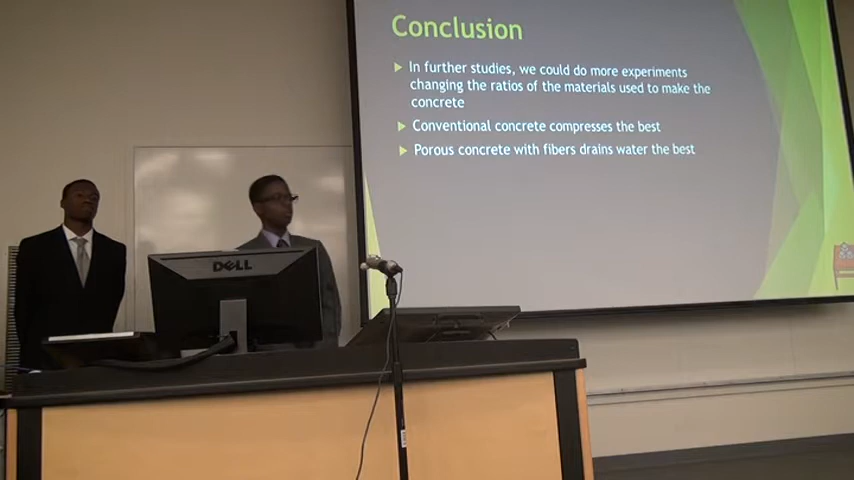 Conclusion
In further studies, we could do more experiments
changing the ratios of the materials used to make the
concrete
Conventional concrete compresses the best
Porous concrete with fibers drains water the best
DELL